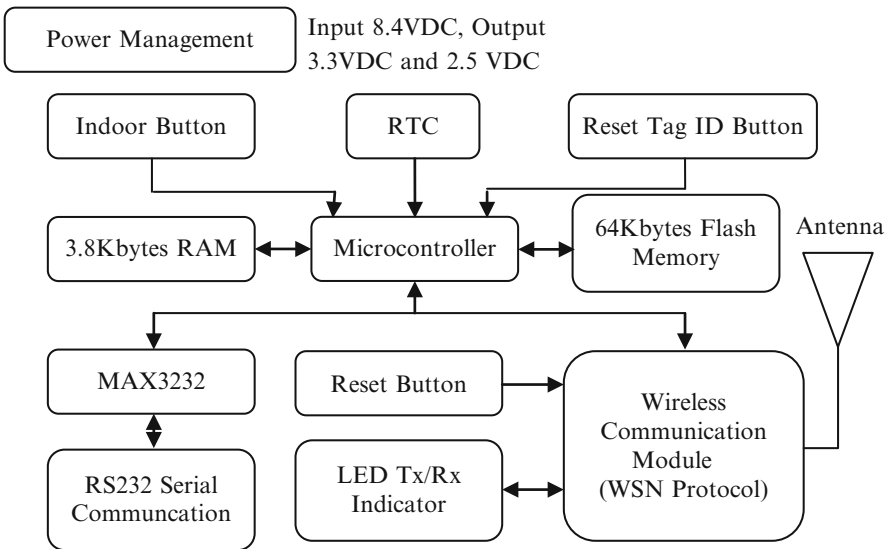 Power Management
Input 8.4VDC, Output
3.3VDC and 2.5 VDC
Indoor Button
RTC
Reset Tag ID Button
3.8Kbytes RAM
Microcontroller
64Kbytes Flash
Memory
Antenna
MAX3232
Reset Button
Wireless
Communication
Module
(WSN Protocol)
RS232 Serial
Communcation
LED Tx/Rx
Indicator